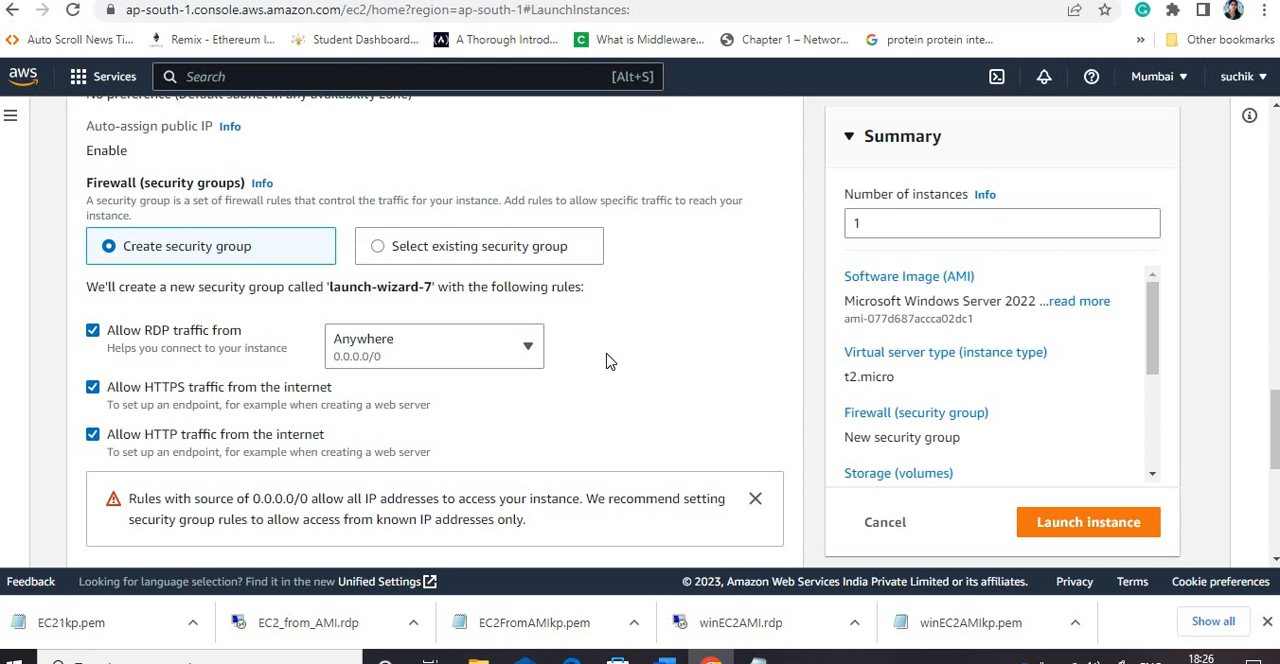 ap-south-1.console.aws.amazon.com/ec2/home?region=ap-south-1#LaunchInstances:
Auto Scroll News Ti... Remix - Ethereum I... Student Dashboard... A Thorough Introd... What is Middleware... Chapter 1 – Networ... protein protein inte... » Other bookmarks
aws Services Search [Alt+S] Mumbai suchik
No preference (Default subnet in any availability zone)
Auto-assign public IP Info
Enable
Firewall (security groups) Info
A security group is a set of firewall rules that control the traffic for your instance. Add rules to allow specific traffic to reach your
instance.
Create security group Select existing security group
We'll create a new security group called 'launch-wizard-7' with the following rules:
Allow RDP traffic from
Helps you connect to your instance
Anywhere
0.0.0.0/0
Allow HTTPS traffic from the internet
To set up an endpoint, for example when creating a web server
Allow HTTP traffic from the internet
To set up an endpoint, for example when creating a web server
Rules with source of 0.0.0.0/0 allow all IP addresses to access your instance. We recommend setting
security group rules to allow access from known IP addresses only.
Summary
Number of instances Info
1
Software Image (AMI)
Microsoft Windows Server 2022 ...read more
ami-077d687accca02dc1
Virtual server type (instance type)
t2.micro
Firewall (security group)
New security group
Storage (volumes)
Cancel Launch instance
Feedback Looking for language selection? Find it in the new Unified Settings © 2023, Amazon Web Services India Private Limited or its affiliates. Privacy Terms Cookie preferences
EC21kp.pem EC2_from_AMI.rdp EC2FromAMIkp.pem winEC2AMI.rdp winEC2AMIkp.pem Show all
18:26